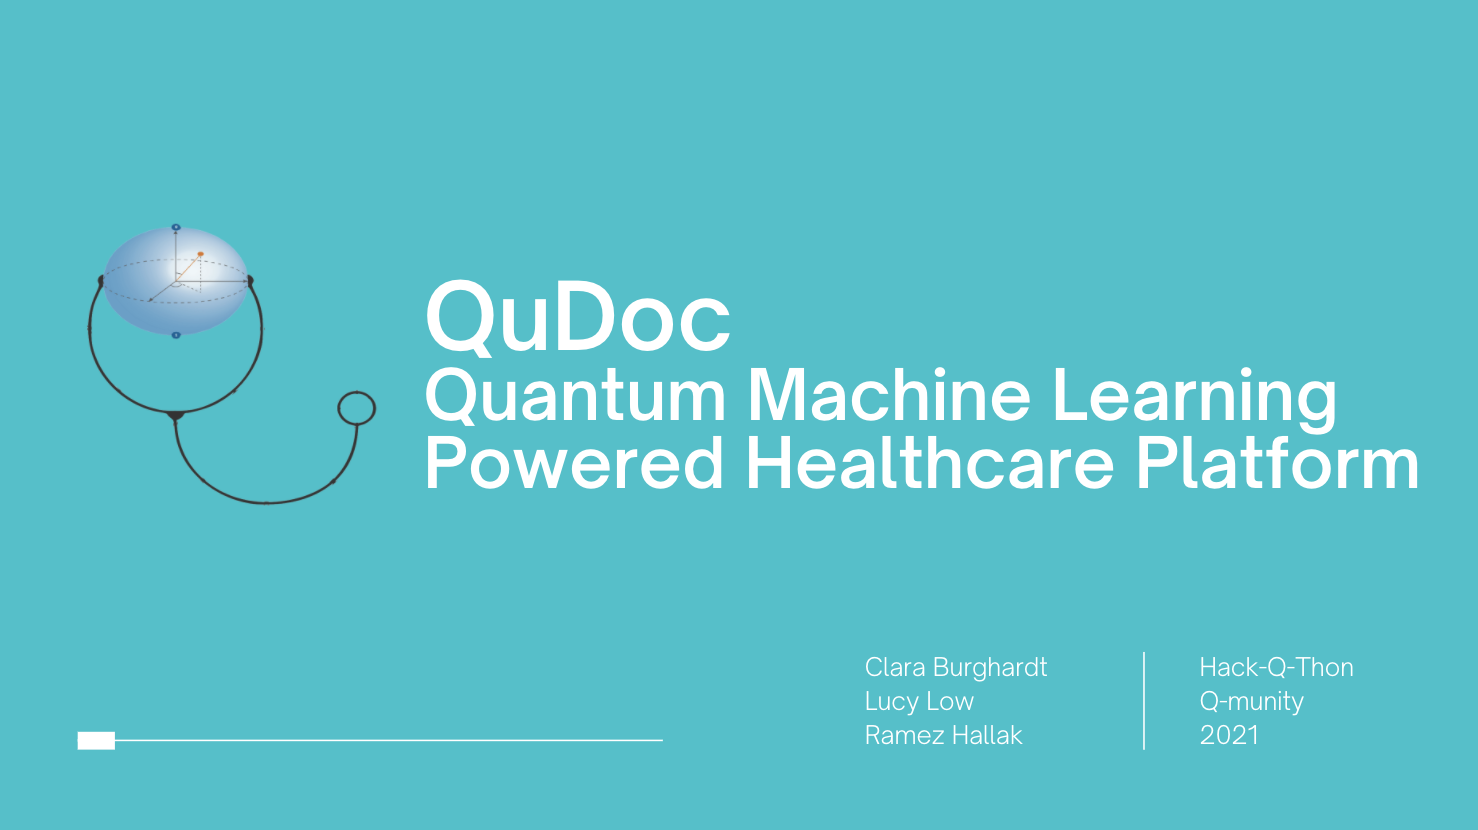 QuDoc
Quantum Machine Learning
Powered Healthcare Platform
Clara Burghardt
Lucy Low
Ramez Hallak
Hack-Q-Thon
Q-munity
2021